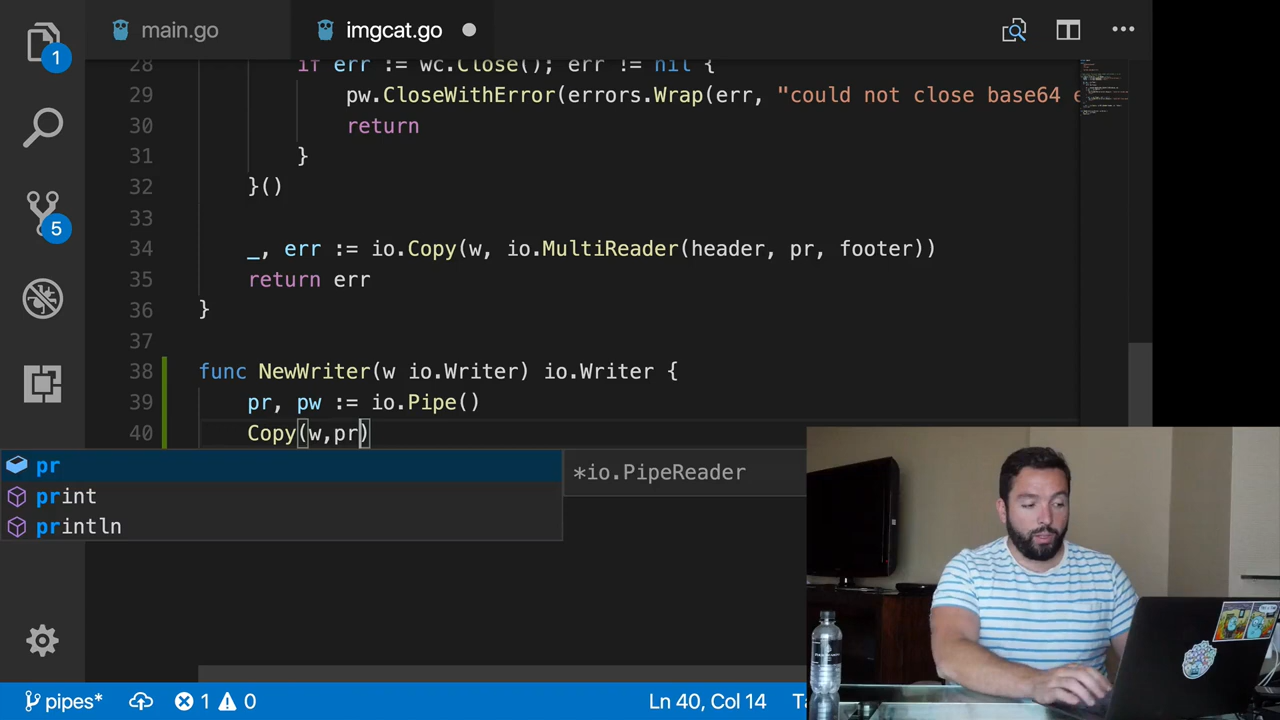 main.go
imgcat.go
1
5
28 if err := wc.Close(); err != nil {
29 pw.CloseWithError(errors.Wrap(err, "could not close base64 e
30 return
31 }
32 }()
33
34 _, err := io.Copy(w, io.MultiReader(header, pr, footer))
35 return err
36 }
37
38 func NewWriter(w io.Writer) io.Writer {
39 pr, pw := io.Pipe()
40 Copy(w,pr)
pr *io.PipeReader
print
println
pipes* 1 0 Ln 40, Col 14